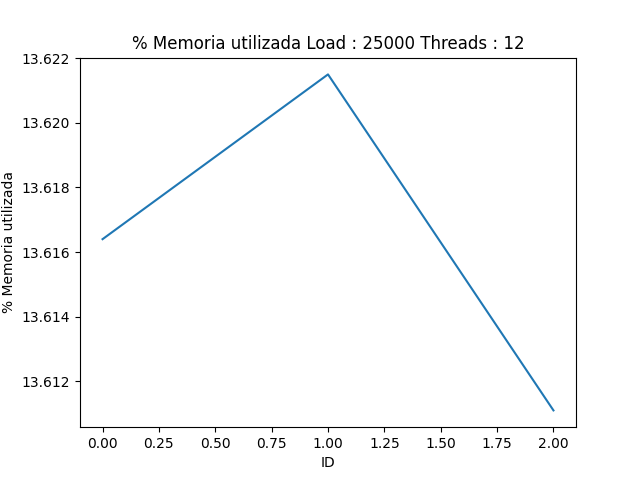 % Memoria utilizada Load : 25000 Threads : 12
% Memoria utilizada
13.622
13.620
13.618
13.616
13.614
13.612
0.00 0.25 0.50 0.75 1.00 1.25 1.50 1.75 2.00
ID